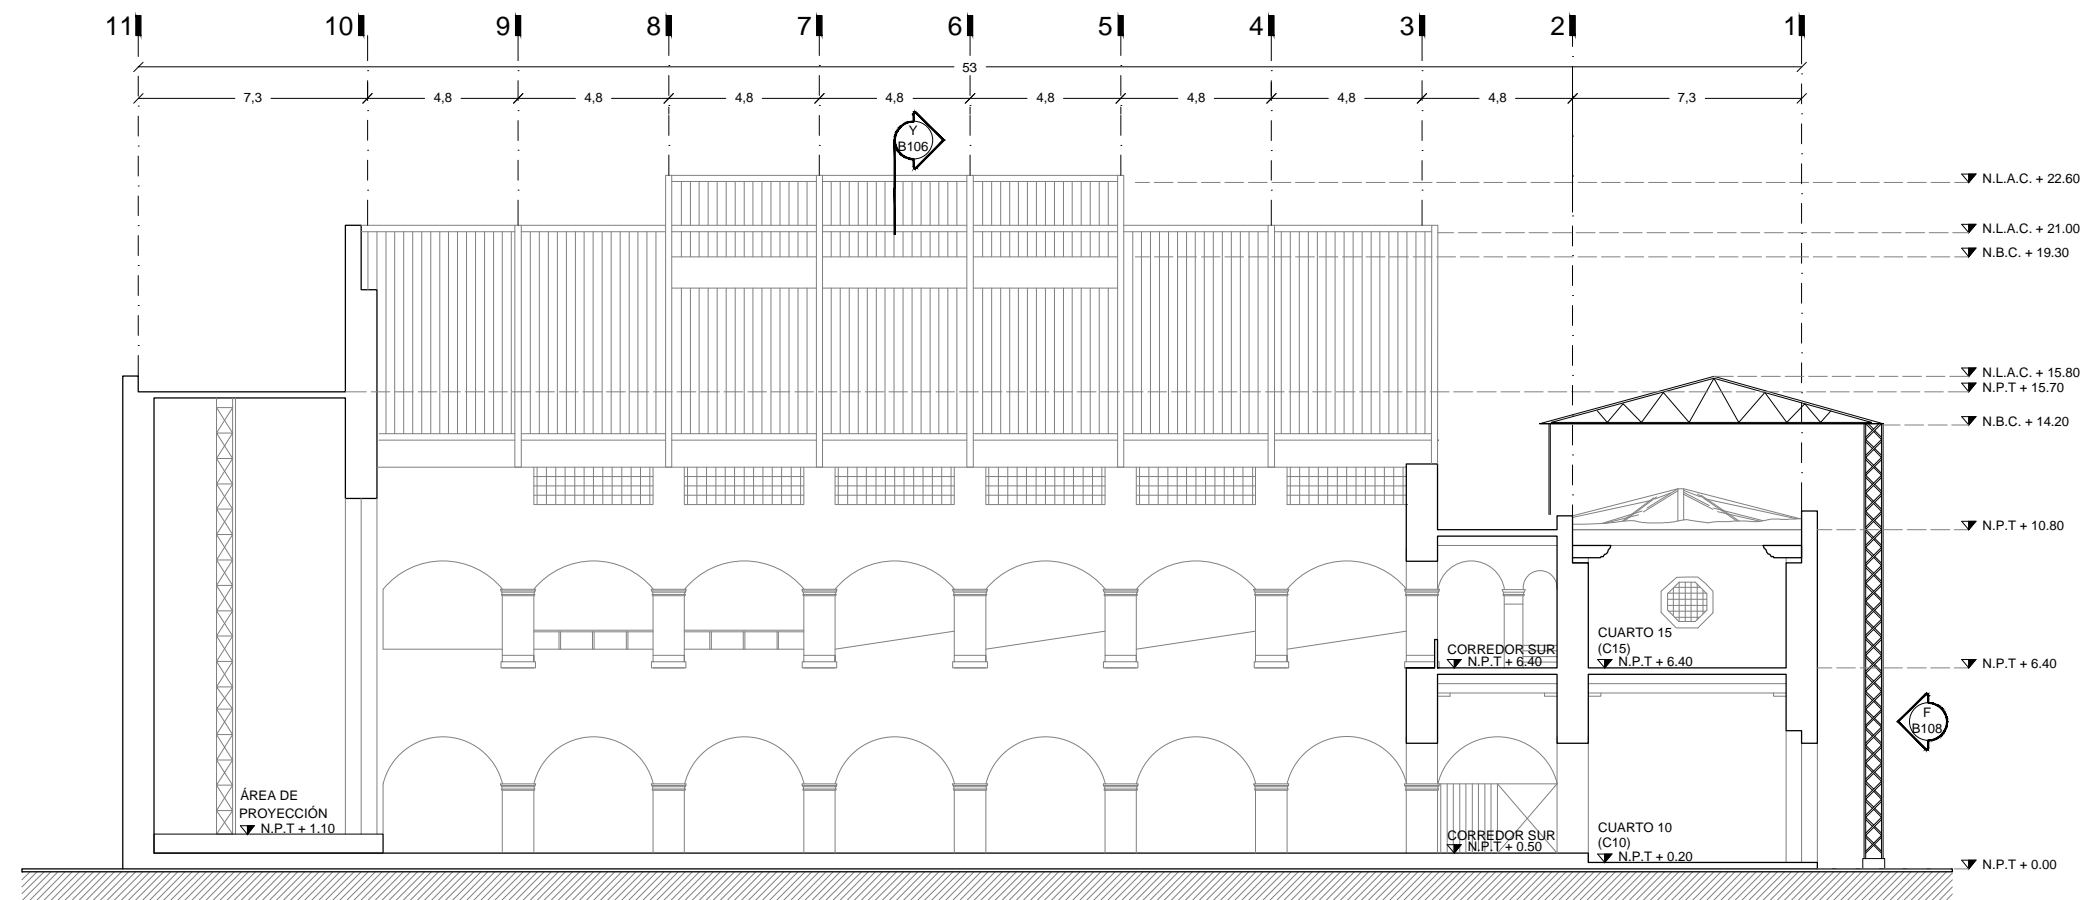 11 10 9 8 7 6 5 4 3 2 1
53
7,3 4,8 4,8 4,8 4,8 4,8 4,8 4,8 4,8 7,3
Y
B106
N.L.A.C. + 22.60
N.L.A.C. + 21.00
N.B.C. + 19.30
N.L.A.C. + 15.80
N.P.T + 15.70
N.B.C. + 14.20
N.P.T + 10.80
CUARTO 15
(C15)
N.P.T + 6.40
CORREDOR SUR
N.P.T + 6.40
N.P.T + 6.40
F
B108
ÁREA DE
PROYECCIÓN
N.P.T + 1.10
CORREDOR SUR
N.P.T + 0.50
CUARTO 10
(C10)
N.P.T + 0.20
N.P.T + 0.00